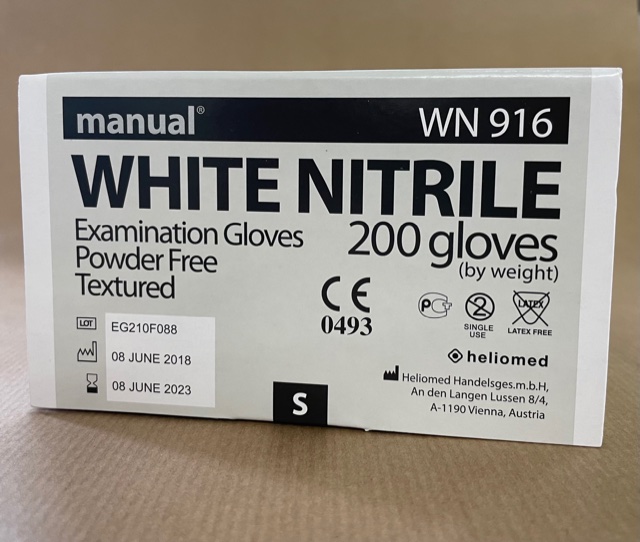 manual® WN 916
WHITE NITRILE
Examination Gloves
Powder Free
Textured
200 gloves
(by weight)
CE
0493
PCT
2
SINGLE
USE
LATEX
LATEX FREE
LOT EG210F088
08 JUNE 2018
08 JUNE 2023
heliomed
Heliomed Handelsges.m.b.H,
An den Langen Lussen 8/4,
A-1190 Vienna, Austria
S